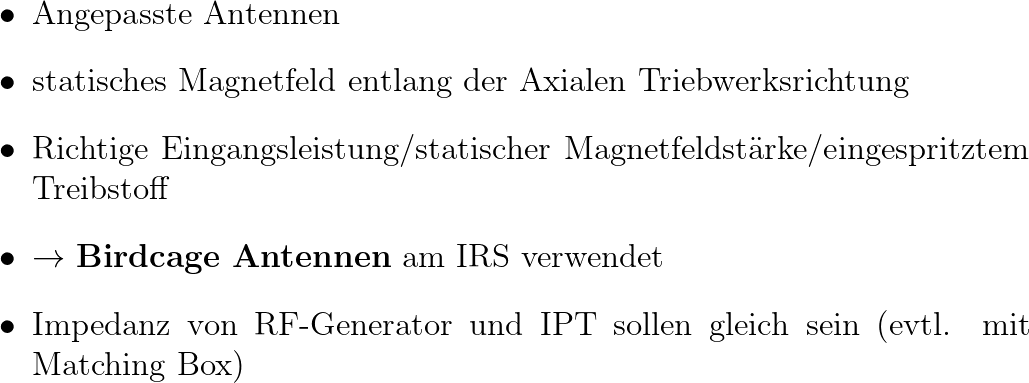 • Angepasste Antennen
• statisches Magnetfeld entlang der Axialen Triebwerksrichtung
• Richtige Eingangsleistung/statischer Magnetfeldstärke/eingespritztem
Treibstoff
• → Birdcage Antennen am IRS verwendet
• Impedanz von RF-Generator und IPT sollen gleich sein (evtl. mit
Matching Box)